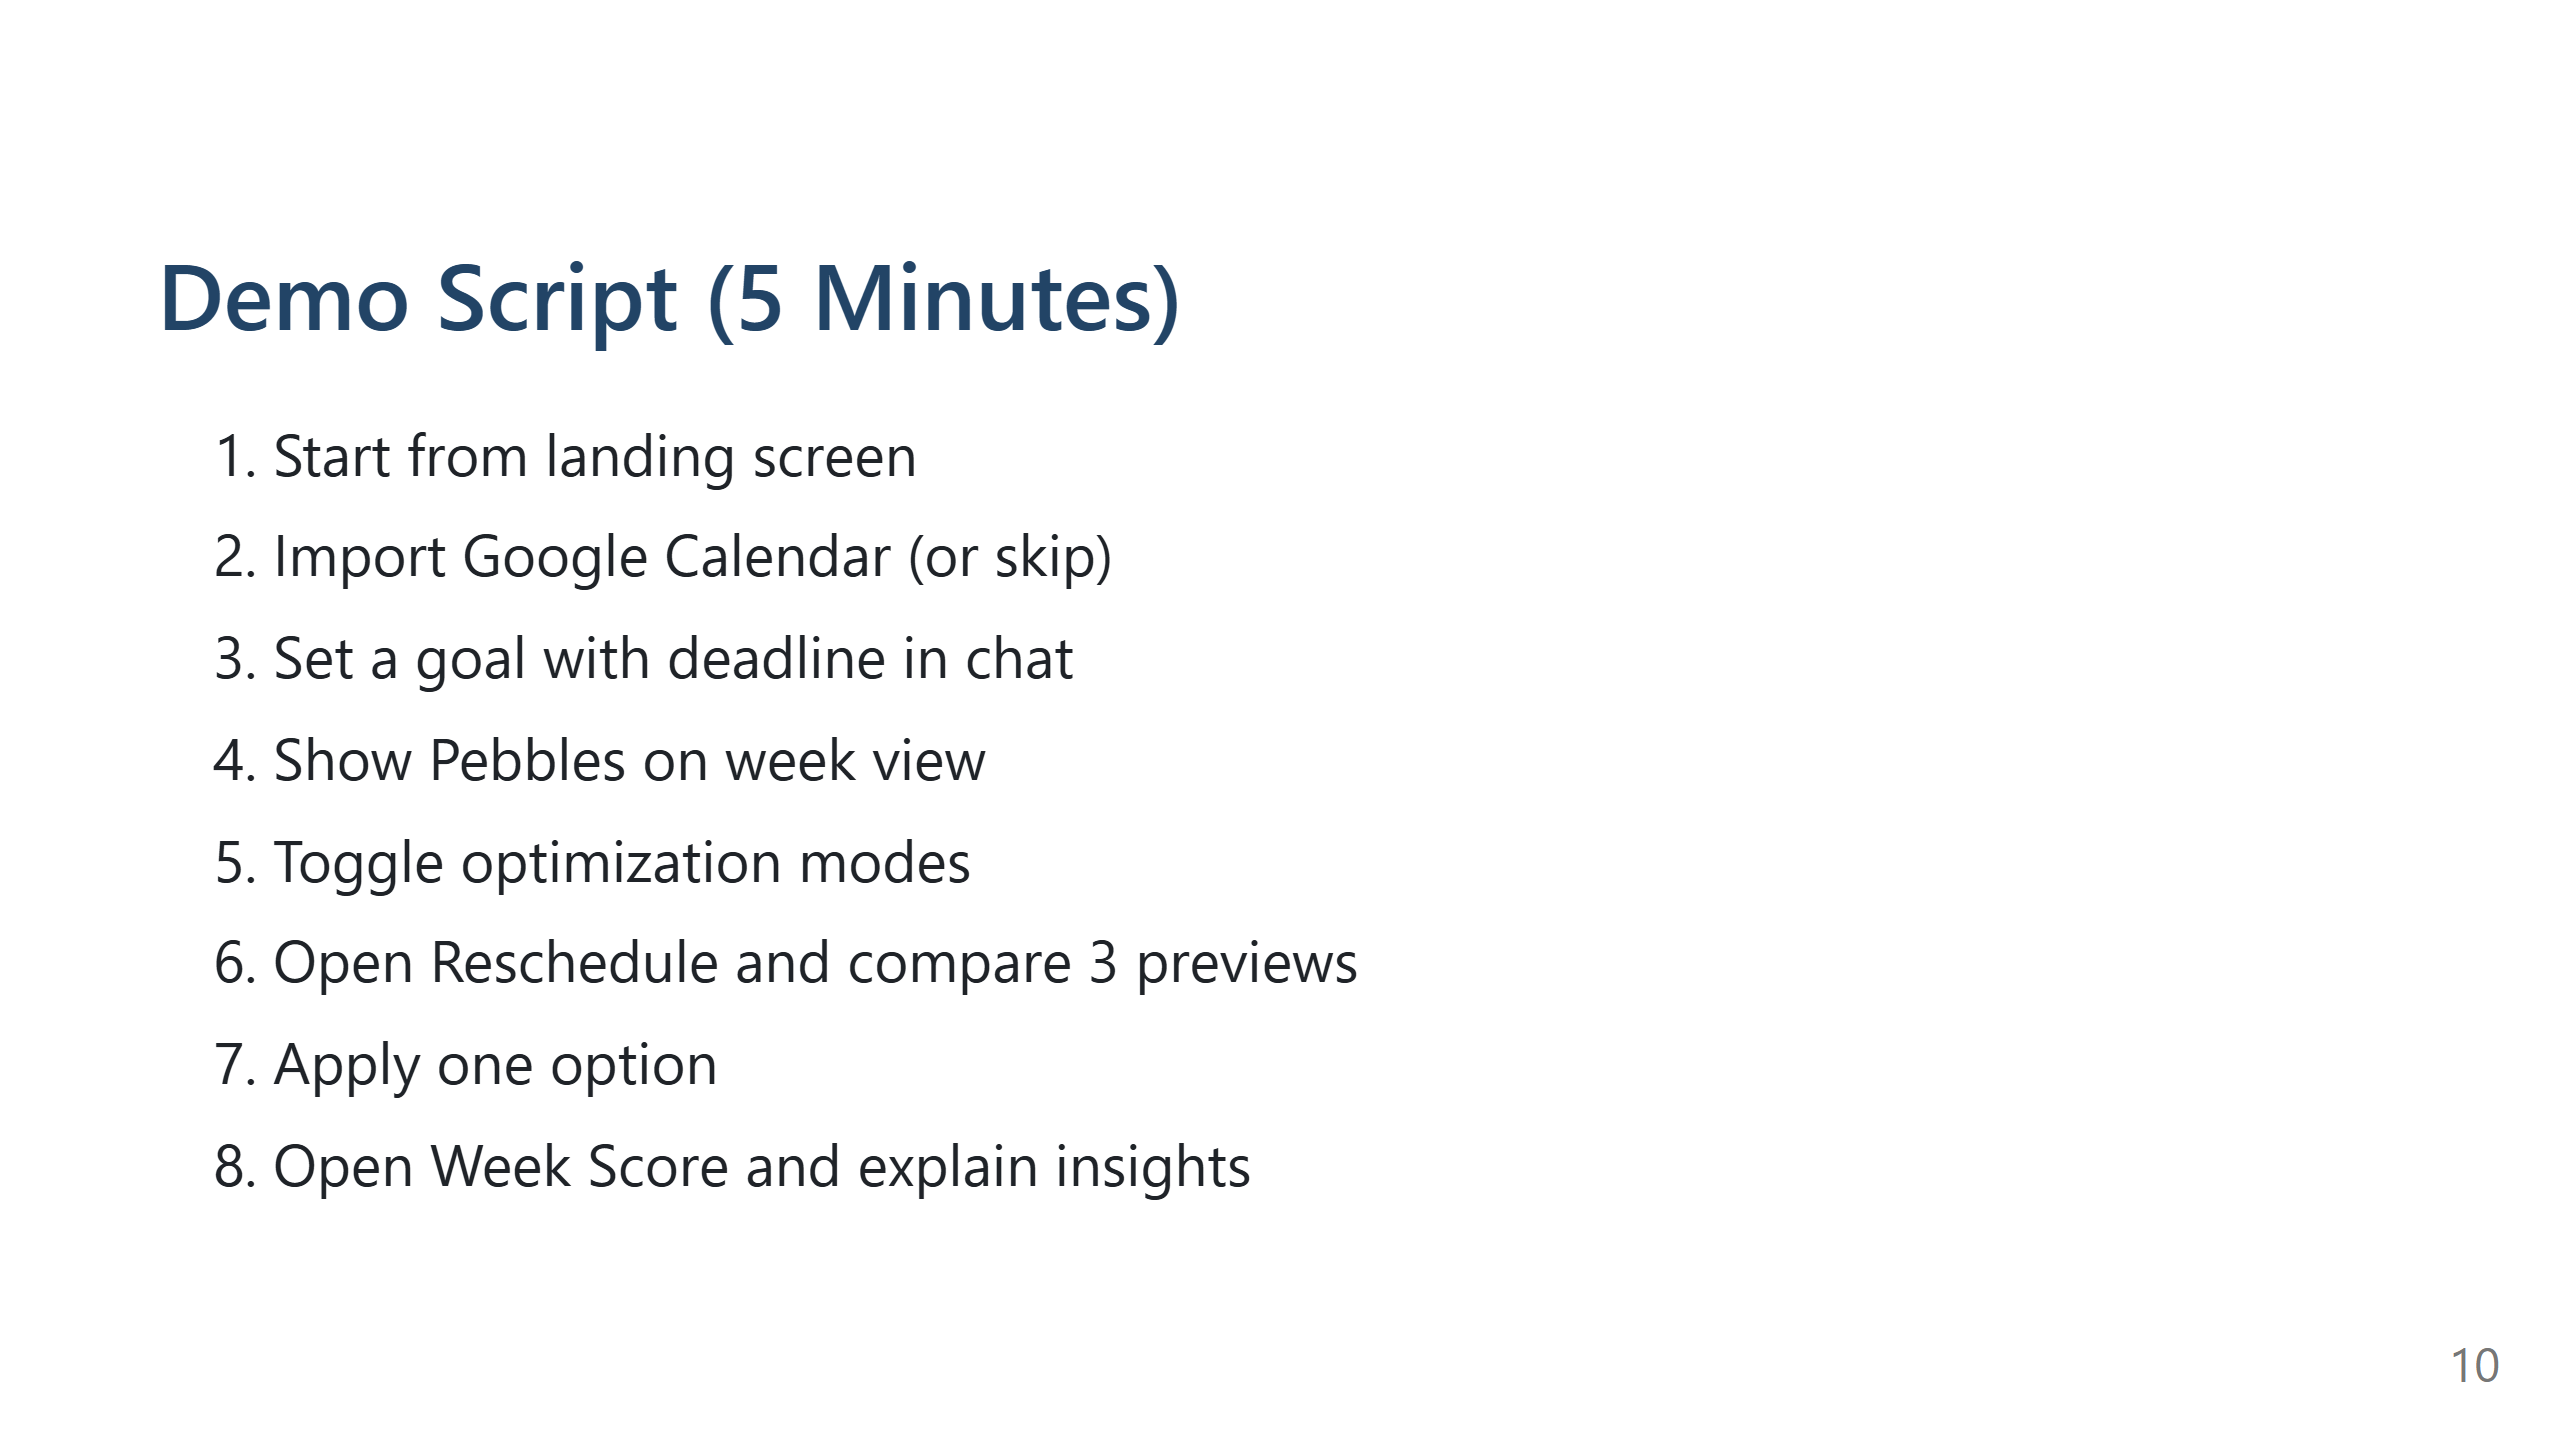 Demo Script (5 Minutes)
1. Start from landing screen
2. Import Google Calendar (or skip)
3. Set a goal with deadline in chat
4. Show Pebbles on week view
5. Toggle optimization modes
6. Open Reschedule and compare 3 previews
7. Apply one option
8. Open Week Score and explain insights
10